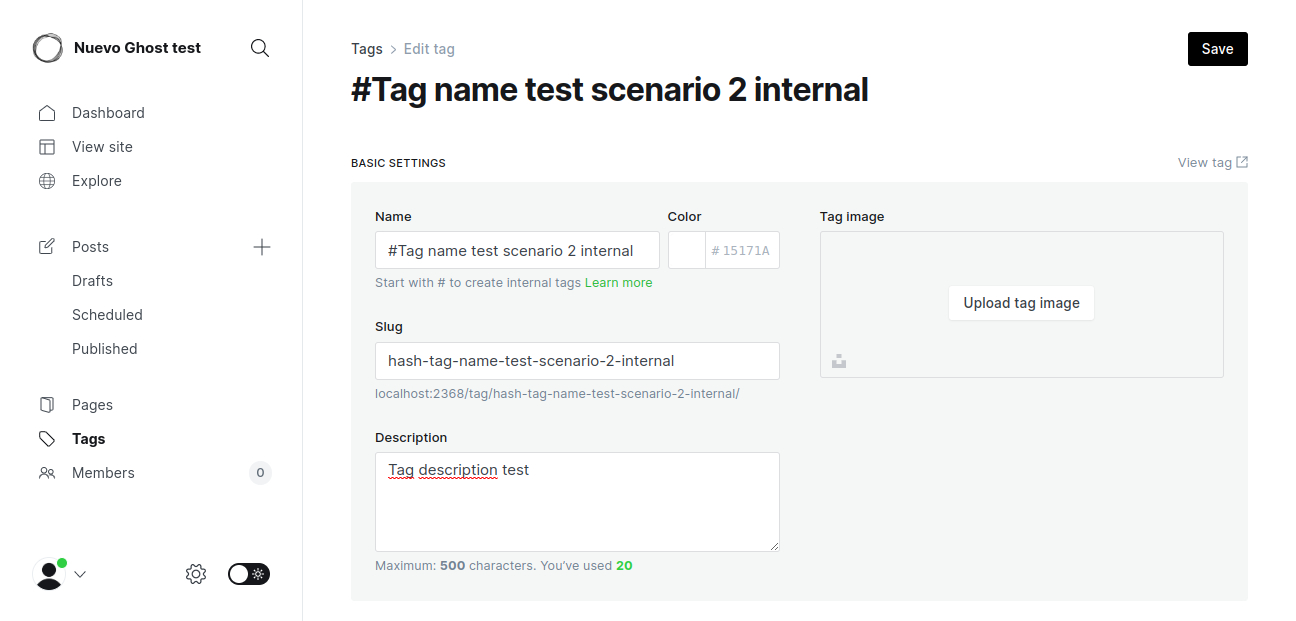 Nuevo Ghost test
Dashboard
View site
Explore
Posts
Drafts
Scheduled
Published
Pages
Tags
Members 0
Tags > Edit tag
Save
#Tag name test scenario 2 internal
BASIC SETTINGS
View tag
Name
#Tag name test scenario 2 internal
Start with # to create internal tags Learn more
Color
# 15171A
Slug
hash-tag-name-test-scenario-2-internal
localhost:2368/tag/hash-tag-name-test-scenario-2-internal/
Description
Tag description test
Maximum: 500 characters. You’ve used 20
Tag image
Upload tag image